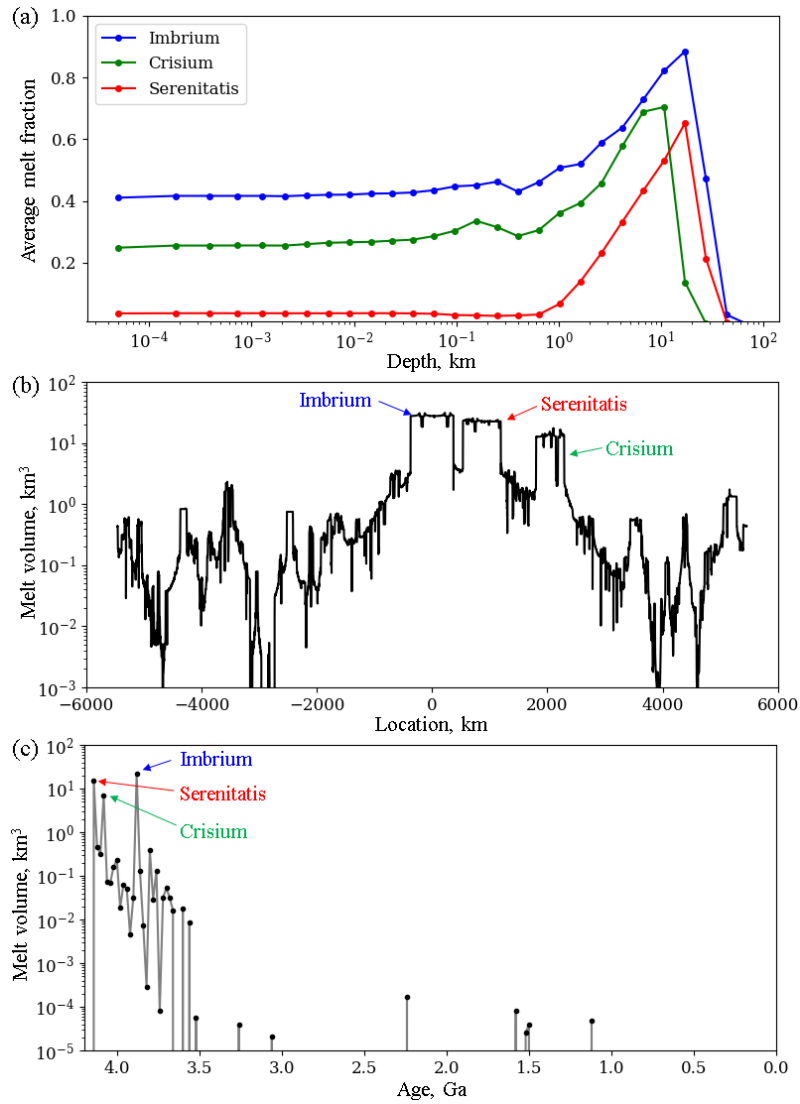 (a)
1.0
0.8
0.6
0.4
0.2
Average melt fraction
Imbrium
Crisium
Serenitatis
10⁻⁴ 10⁻³ 10⁻² 10⁻¹ 10⁰ 10¹ 10²
Depth, km
(b)
10²
10¹
10⁰
10⁻¹
10⁻²
10⁻³
Melt volume, km³
Imbrium
Serenitatis
Crisium
−6000 −4000 −2000 0 2000 4000 6000
Location, km
(c)
10²
10¹
10⁰
10⁻¹
10⁻²
10⁻³
10⁻⁴
10⁻⁵
Melt volume, km³
Imbrium
Serenitatis
Crisium
4.0 3.5 3.0 2.5 2.0 1.5 1.0 0.5 0.0
Age, Ga